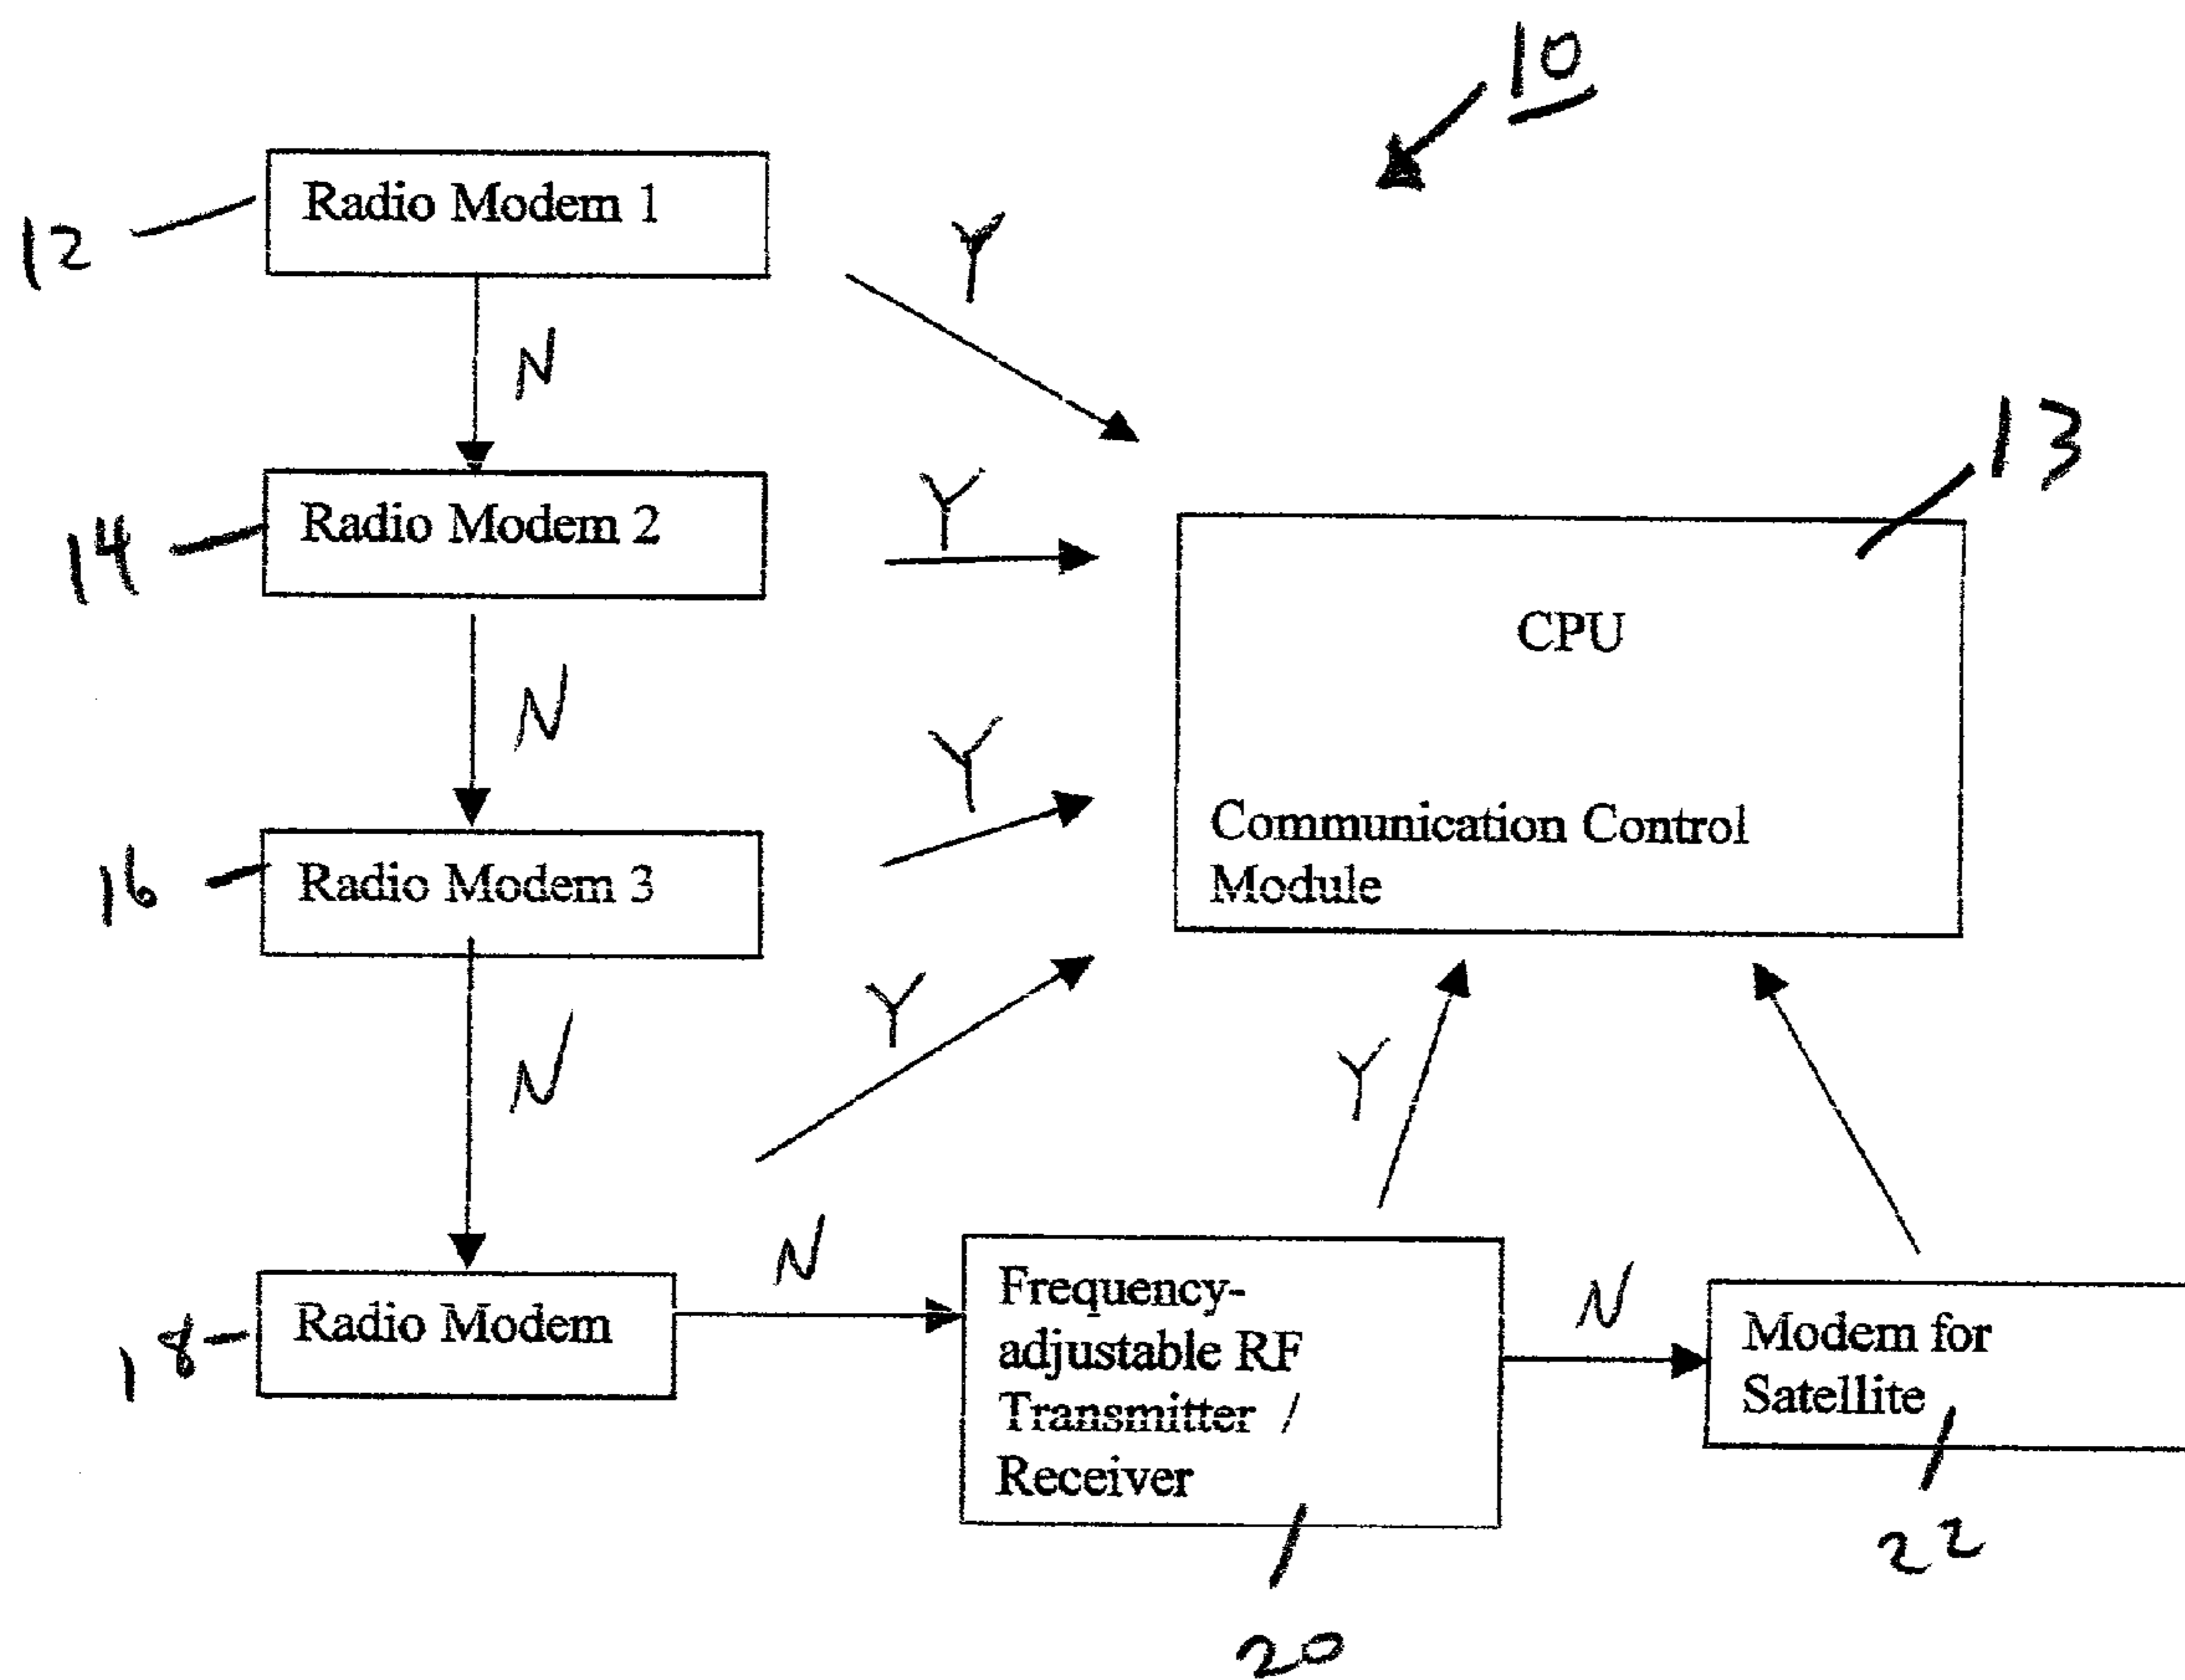 10
Radio Modem 1
12
Y
N
13
Radio Modem 2
14
Y
CPU
N
Y
Communication Control
Module
Radio Modem 3
16
Y
N
Y
N
Radio Modem
18
Frequency-
adjustable RF
Transmitter /
Receiver
N
Modem for
Satellite
22
20